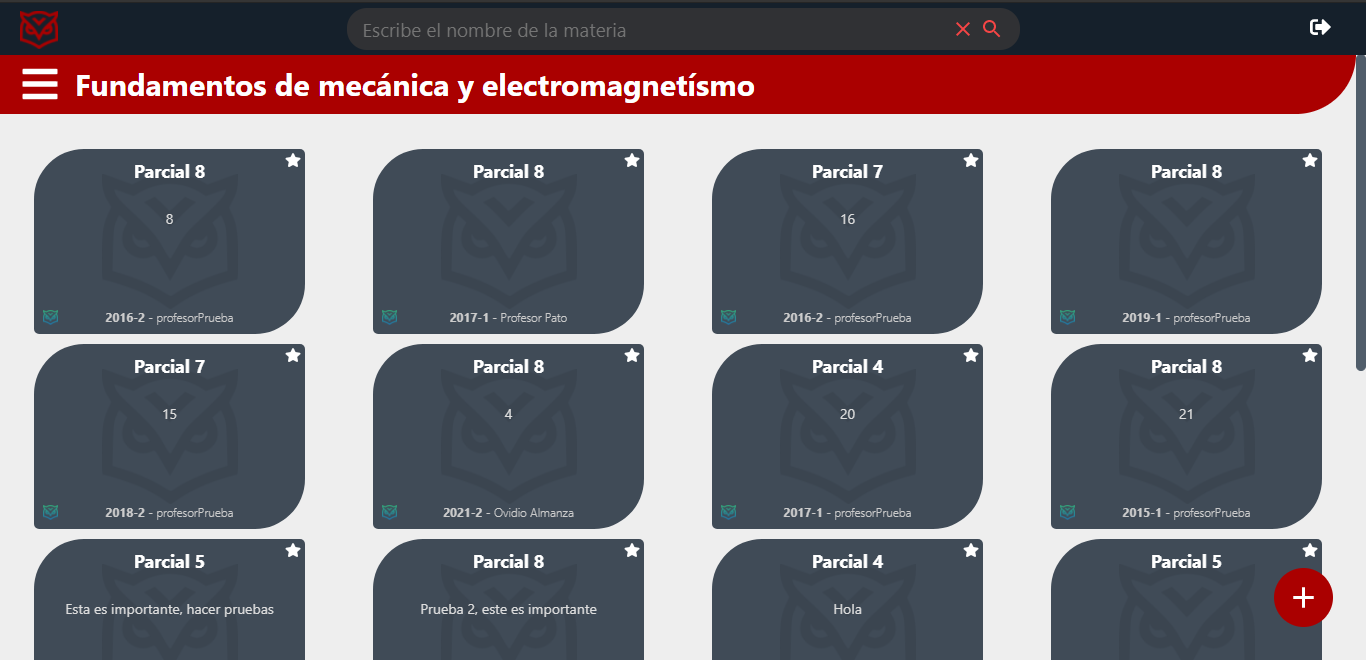 Escribe el nombre de la materia
Fundamentos de mecánica y electromagnetísmo
Parcial 8
8
2016-2 - profesorPrueba
Parcial 8
2017-1 - Profesor Pato
Parcial 7
16
2016-2 - profesorPrueba
Parcial 8
2019-1 - profesorPrueba
Parcial 7
15
2018-2 - profesorPrueba
Parcial 8
4
2021-2 - Ovidio Almanza
Parcial 4
20
2017-1 - profesorPrueba
Parcial 8
21
2015-1 - profesorPrueba
Parcial 5
Esta es importante, hacer pruebas
Parcial 8
Prueba 2, este es importante
Parcial 4
Hola
Parcial 5